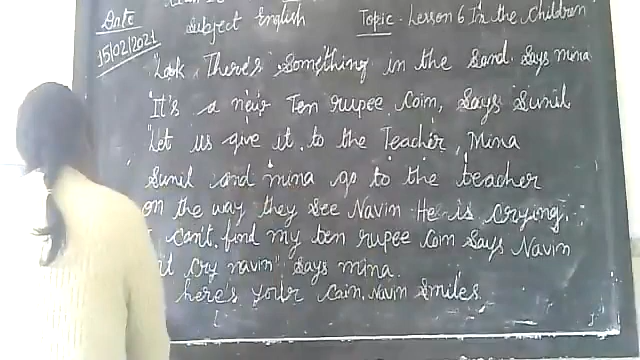 Date
15/02/2021
Subject English
Topic - Lesson 6 In the Children
"Look, There's something in the Sand. Says mina
"It's a new Ten rupee Coin, Says Sunil
"Let us give it to the Teacher, Mina
Sunil and mina go to the teacher
on the way they See Navin. He is crying.
I can't find my ten rupee Coin Says Navin
cry navin" Says mina.
here's your Coin. Navin Smiles.